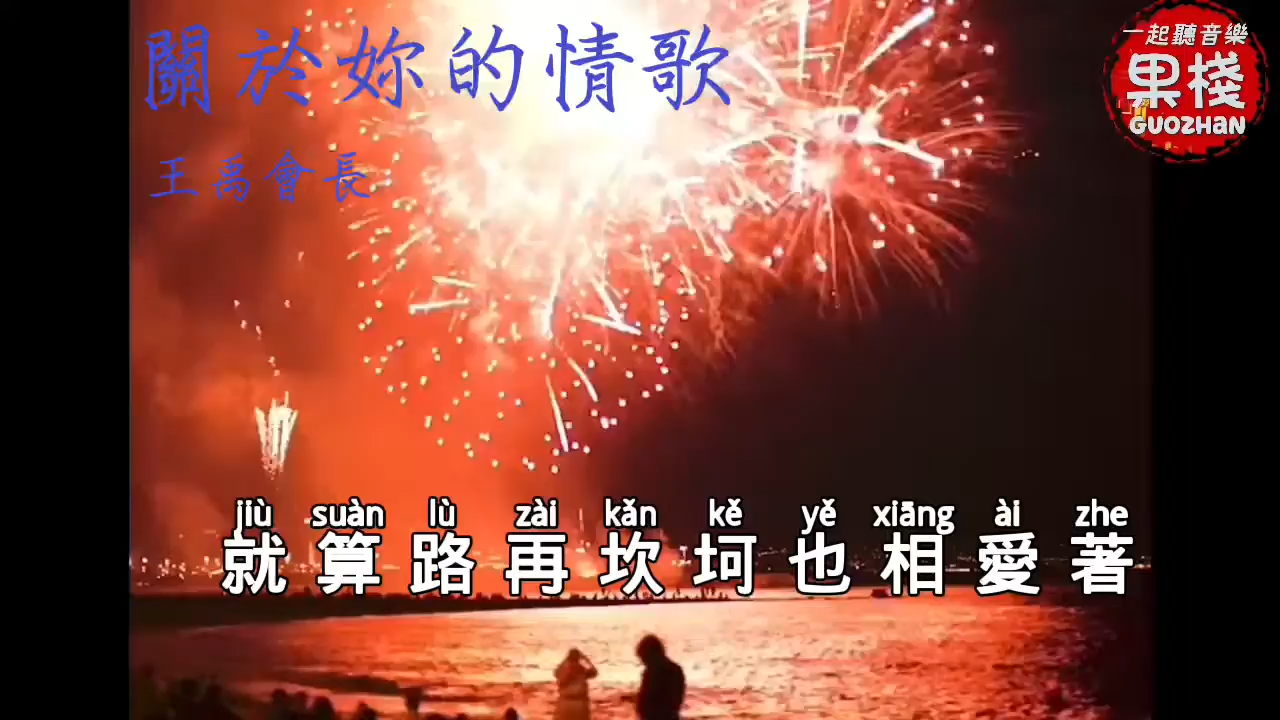 關於妳的情歌
王禹會長
一起聽音樂
果棧
GUOZHAN
jiù suàn lù zài kǎn kě yě xiāng ài zhe
就算路再坎坷也相愛著